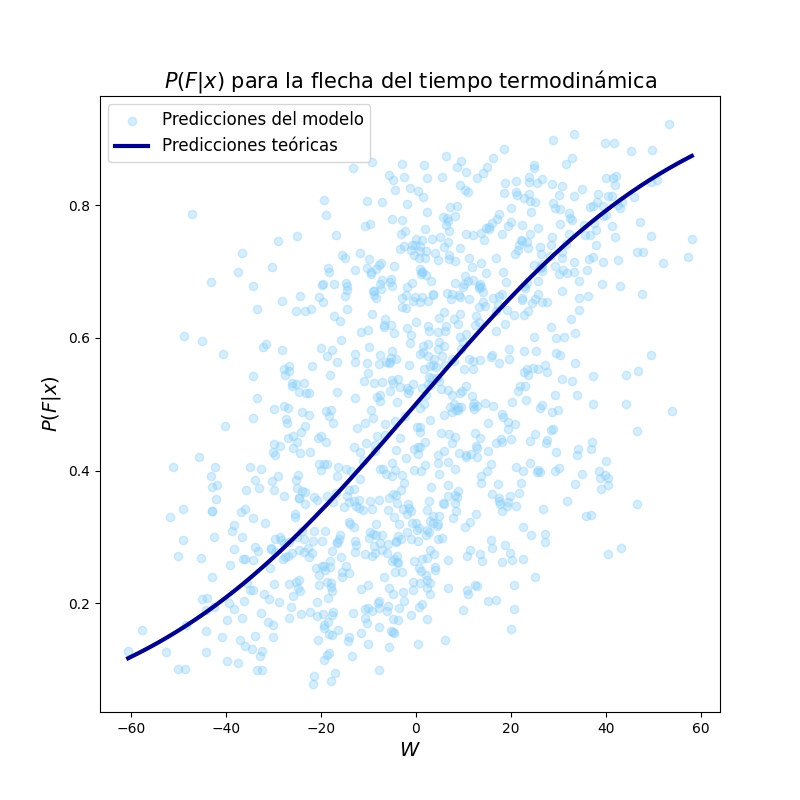 P(F|x) para la flecha del tiempo termodinámica
Predicciones del modelo
Predicciones teóricas
P(F|x)
0.8
0.6
0.4
0.2
−60 −40 −20 0 20 40 60
W